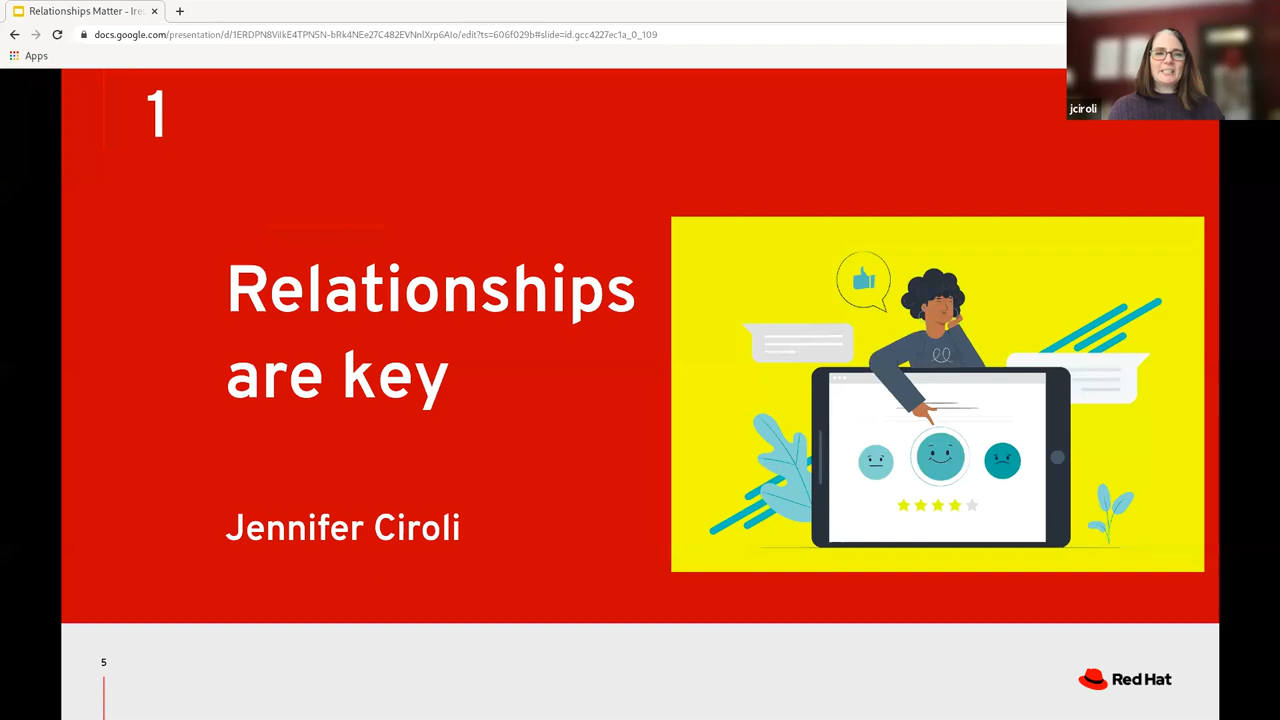 Relationships Matter - Ire
docs.google.com/presentation/d/1ERDPN8ViIkE4TPN5N-bRk4NEe27C482EVNnlXrp6AIo/edit?ts=606f029b#slide=id.gcc4227ec1a_0_109
Apps
jciroli
1
Relationships
are key
Jennifer Ciroli
5
Red Hat